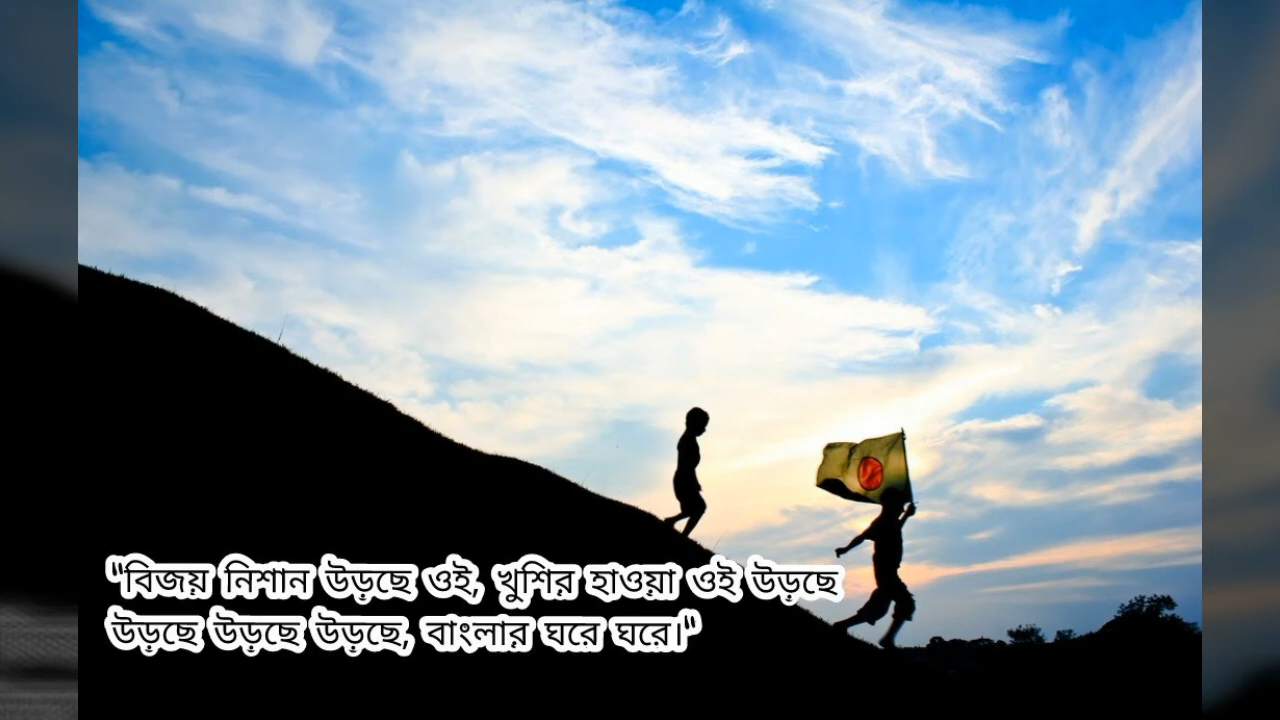 "বিজয় নিশান উড়ছে ওই, খুশির হাওয়া ওই উড়ছে
উড়ছে উড়ছে উড়ছে, বাংলার ঘরে ঘরে।"